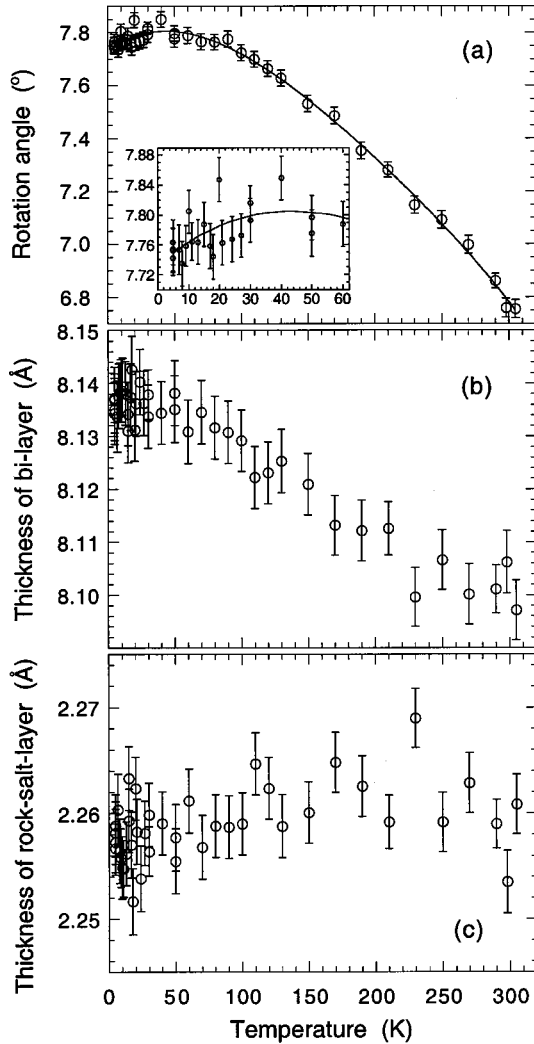 Rotation angle (º)
7.8
7.6
7.4
7.2
7.0
6.8
(a)
7.88
7.84
7.80
7.76
7.72
0 10 20 30 40 50 60
Thickness of bi-layer (Å)
8.15
8.14
8.13
8.12
8.11
8.10
(b)
Thickness of rock-salt-layer (Å)
2.27
2.26
2.25
(c)
0 50 100 150 200 250 300
Temperature (K)